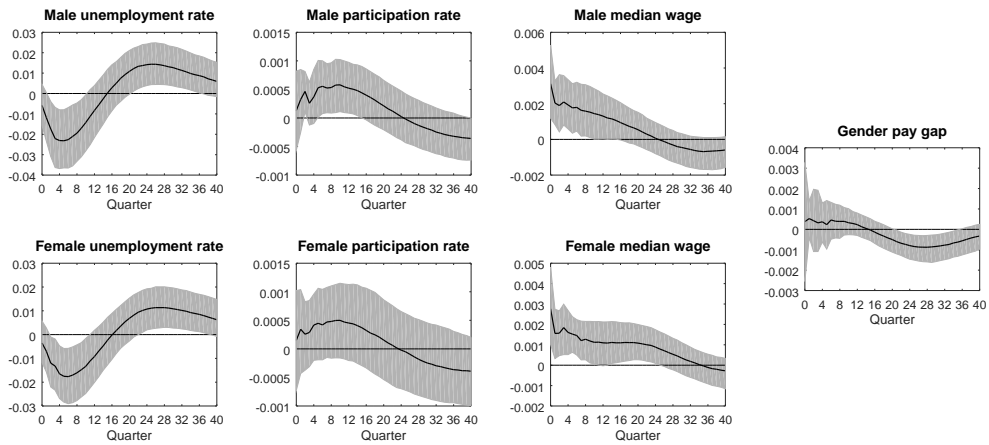 Male unemployment rate
0.03
0.02
0.01
0
-0.01
-0.02
-0.03
-0.04
0 4 8 12 16 20 24 28 32 36 40
Quarter
Male participation rate
0.0015
0.001
0.0005
0
-0.0005
-0.001
0 4 8 12 16 20 24 28 32 36 40
Quarter
Male median wage
0.006
0.004
0.002
0
-0.002
0 4 8 12 16 20 24 28 32 36 40
Quarter
Gender pay gap
0.004
0.003
0.002
0.001
0
-0.001
-0.002
-0.003
0 4 8 12 16 20 24 28 32 36 40
Quarter
Female unemployment rate
0.03
0.02
0.01
0
-0.01
-0.02
-0.03
0 4 8 12 16 20 24 28 32 36 40
Quarter
Female participation rate
0.0015
0.001
0.0005
0
-0.0005
-0.001
0 4 8 12 16 20 24 28 32 36 40
Quarter
Female median wage
0.005
0.004
0.003
0.002
0.001
0
-0.001
0.002
0 4 8 12 16 20 24 28 32 36 40
Quarter